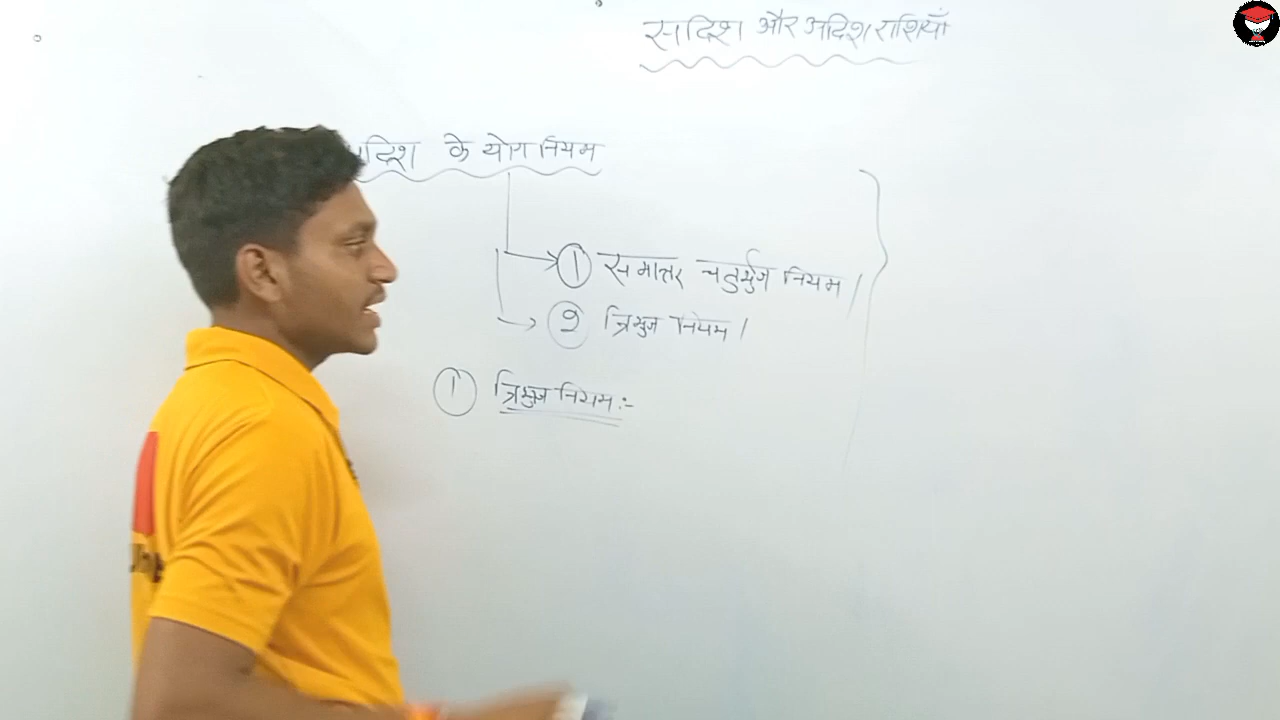 सदिश और अदिश राशियाँ
सदिश के योग नियम
① समान्तर चतुर्भुज नियम ।
② त्रिभुज नियम ।
① त्रिभुज नियम :-